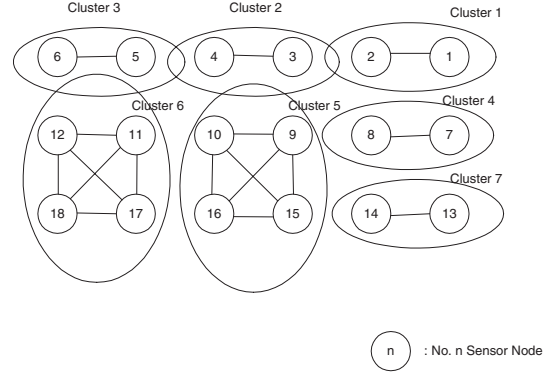 Cluster 3
Cluster 2
Cluster 1
6
5
4
3
2
1
Cluster 6
Cluster 5
Cluster 4
12
11
10
9
8
7
Cluster 7
18
17
16
15
14
13
n
: No. n Sensor Node